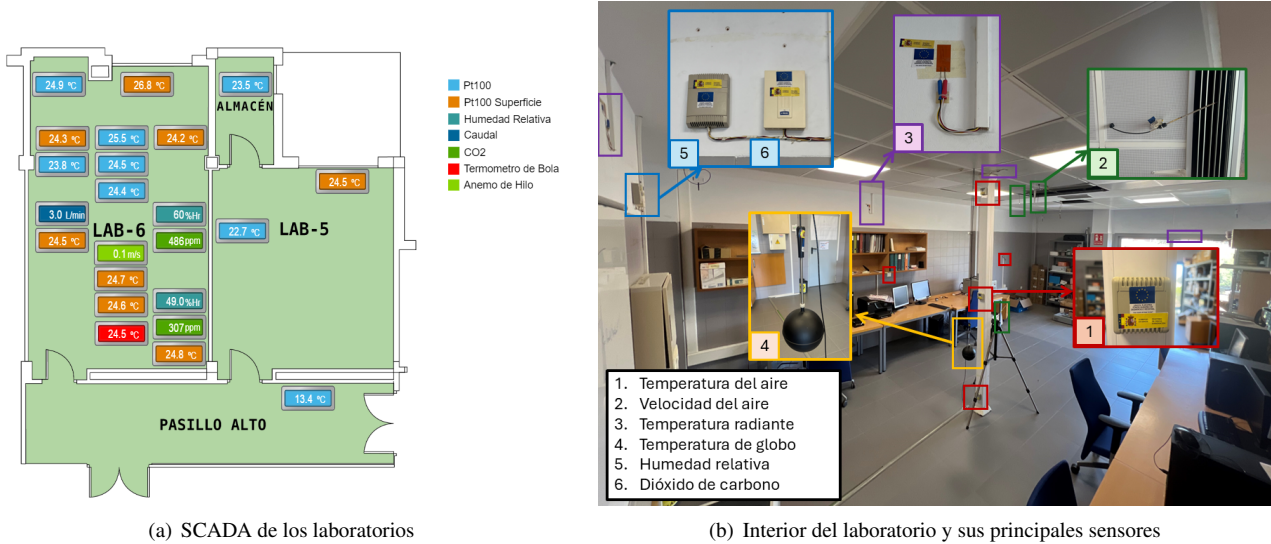 24.9 ºC
26.8 ºC
23.5 ºC
ALMACÉN
24.3 ºC
25.5 ºC
24.2 ºC
23.8 ºC
24.5 ºC
24.4 ºC
3.0 L/min
60%Hr
LAB-6
24.5 ºC
486ppm
0.1m/s
24.7 ºC
24.6 ºC
49.0%Hr
24.5 ºC
307ppm
24.8 ºC
24.5 ºC
22.7 ºC
LAB-5
13.4 ºC
PASILLO ALTO
Pt100
Pt100 Superficie
Humedad Relativa
Caudal
CO2
Termometro de Bola
Anemo de Hilo
(a) SCADA de los laboratorios
5
6
3
2
4
1
1. Temperatura del aire
2. Velocidad del aire
3. Temperatura radiante
4. Temperatura de globo
5. Humedad relativa
6. Dióxido de carbono
(b) Interior del laboratorio y sus principales sensores